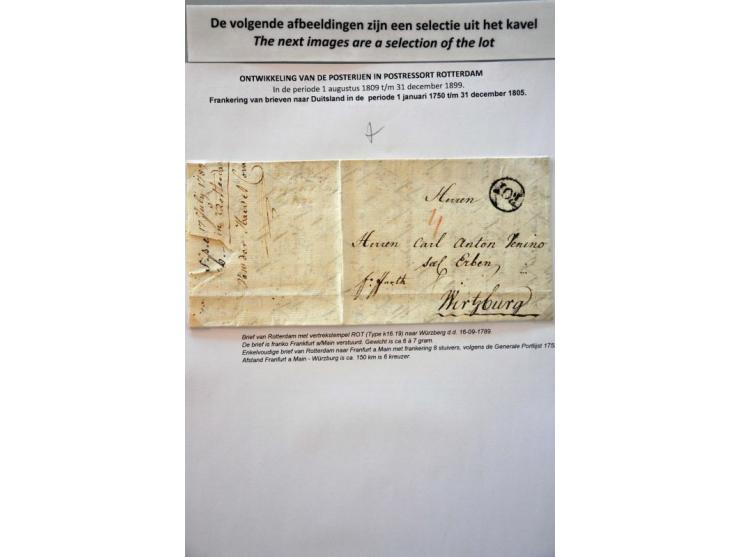 De volgende afbeeldingen zijn een selectie uit het kavel
The next images are a selection of the lot
ONTWIKKELING VAN DE POSTERIJEN IN POSTRESSORT ROTTERDAM
In de periode 1 augustus 1809 t/m 31 december 1899.
Frankering van brieven naar Duitsland in de periode 1 januari 1750 t/m 31 december 1805.
ROT
Herren
Herren Carl Anton Venino
sæl Erben
Wirtzburg
Brief van Rotterdam met vertrekstempel ROT (Type k16.19) naar Würzberg d.d. 16-09-1789.
De brief is franko Frankfurt a/Main verstuurd. Gewicht is ca 6 à 7 gram.
Enkelvoudige brief van Rotterdam naar Franfurt a Main met frankering 8 stuivers, volgens de Generale Portlijst 175
Afstand Franfurt a Main - Würzburg is ca. 150 km is 6 kreuzer.